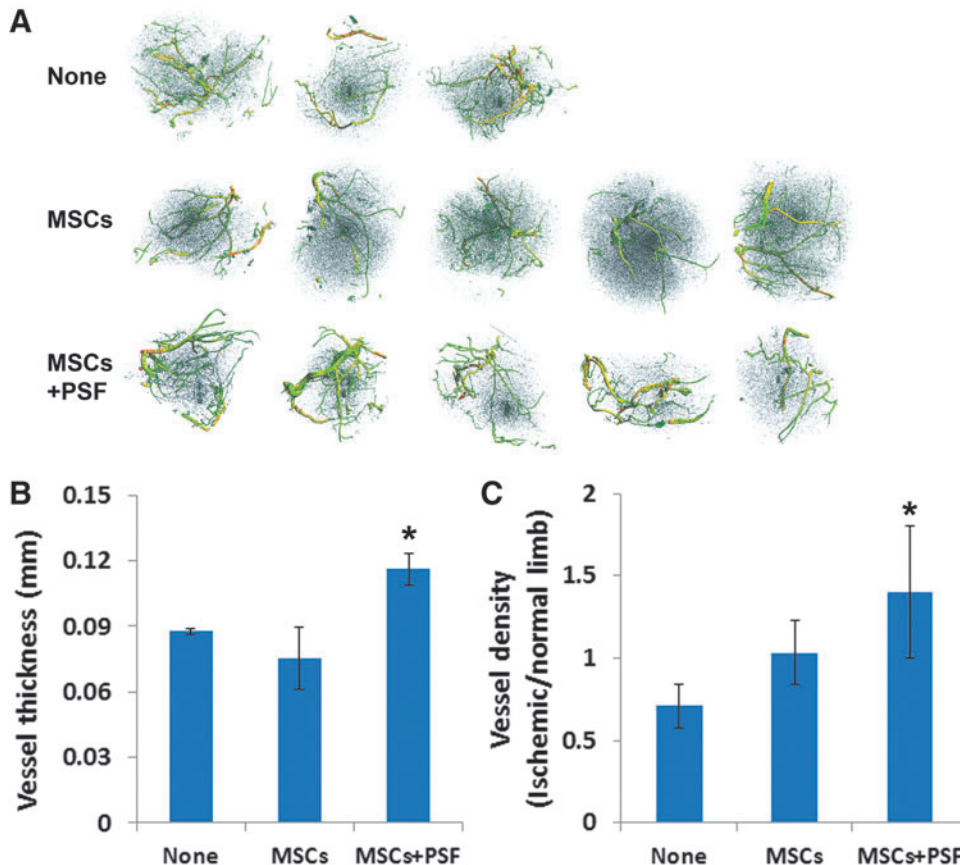 A
None
MSCs
MSCs
+PSF
B
Vessel thickness (mm)
0.15
0.12
0.09
0.06
0.03
0
*
None MSCs MSCs+PSF
C
Vessel density
(Ischemic/normal limb)
2
1.5
1
0.5
0
*
None MSCs MSCs+PSF